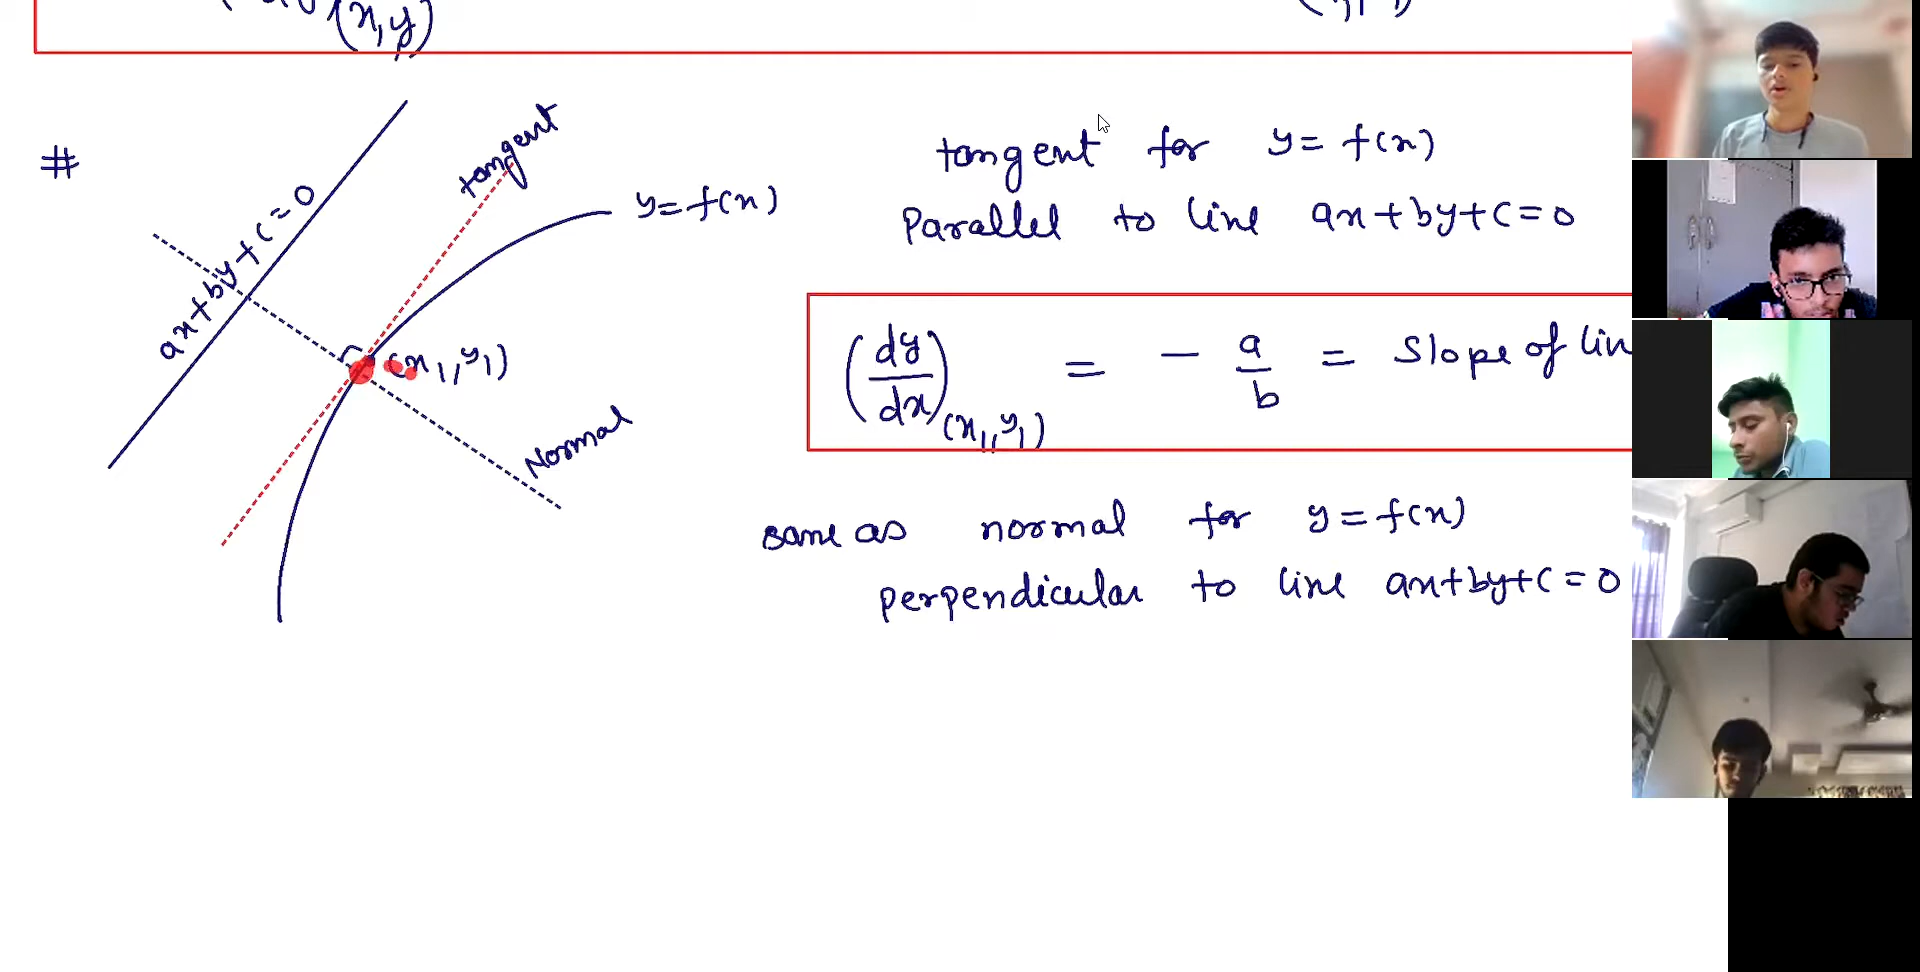 (x,y)
#
ax+by+c=0
tangent
y=f(x)
(x₁,y₁)
Normal
tangent for y= f(x)
Parallel to line ax+by+c=0
(dy/dx)(x₁,y₁) = - a/b = Slope of lin
same as normal for y=f(x)
perpendicular to line ax+by+c=0